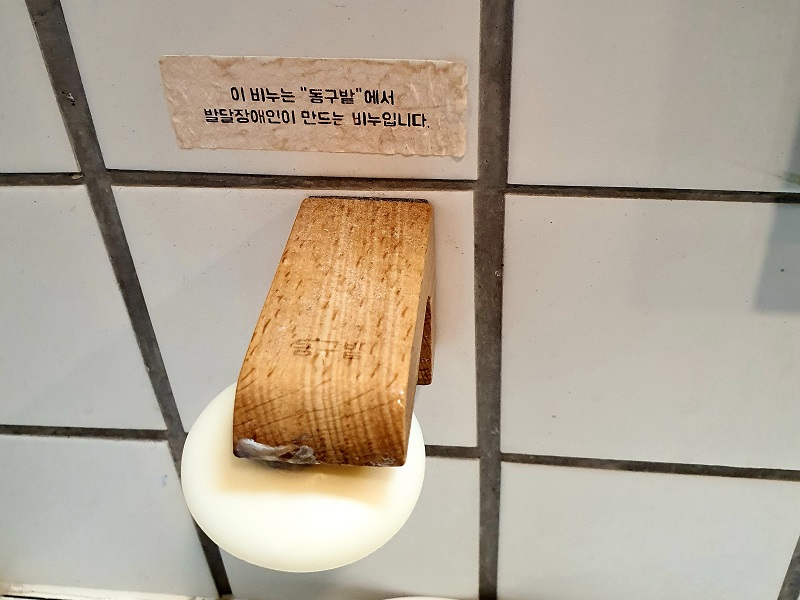 이 비누는 "동구밭"에서
발달장애인이 만드는 비누입니다.
동구밭